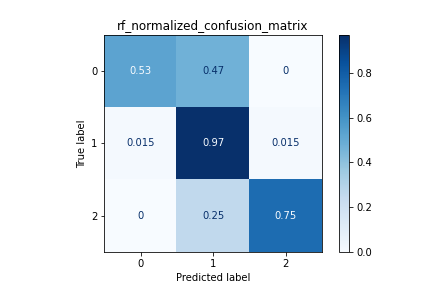 rf_normalized_confusion_matrix
0 0.53 0.47 0
1 0.015 0.97 0.015
2 0 0.25 0.75
0 1 2
True label
Predicted label
0.8
0.6
0.4
0.2
0.0